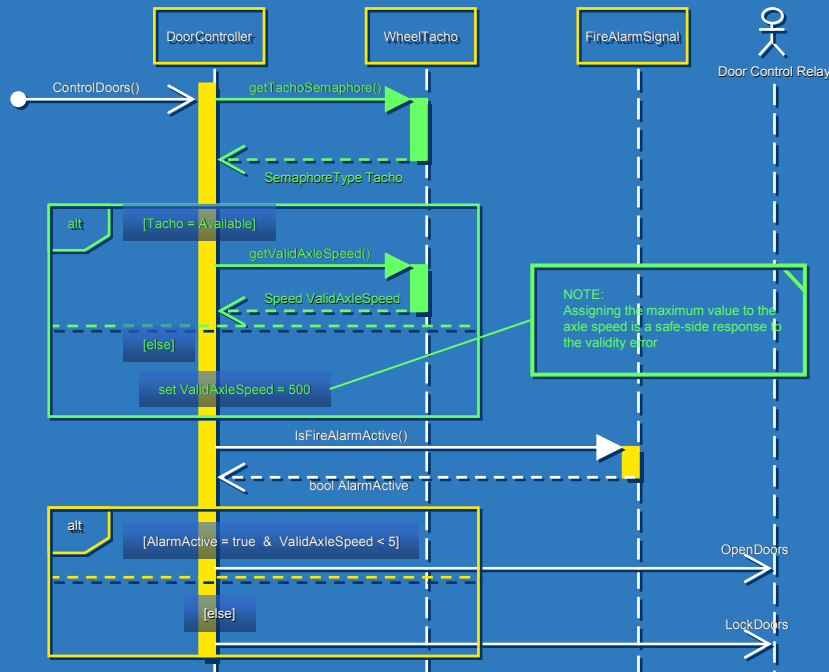 DoorController
WheelTacho
FireAlarmSignal
Door Control Relay
ControlDoors()
getTachoSemaphore()
SemaphoreType Tacho
alt
[Tacho = Available]
getValidAxleSpeed()
Speed ValidAxleSpeed
NOTE:
Assigning the maximum value to the
axle speed is a safe-side response to
the validity error
[else]
set ValidAxleSpeed = 500
IsFireAlarmActive()
bool AlarmActive
alt
[AlarmActive = true & ValidAxleSpeed < 5]
OpenDoors
[else]
LockDoors